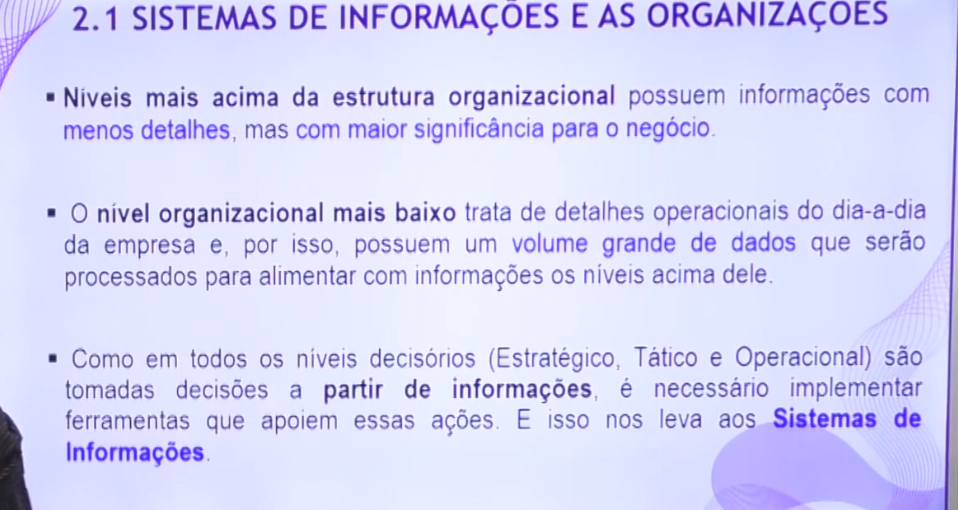 2.1 SISTEMAS DE INFORMAÇÕES E AS ORGANIZAÇÕES
▪ Níveis mais acima da estrutura organizacional possuem informações com
menos detalhes, mas com maior significância para o negócio.
▪ O nível organizacional mais baixo trata de detalhes operacionais do dia-a-dia
da empresa e, por isso, possuem um volume grande de dados que serão
processados para alimentar com informações os níveis acima dele.
▪ Como em todos os níveis decisórios (Estratégico, Tático e Operacional) são
tomadas decisões a partir de informações, é necessário implementar
ferramentas que apoiem essas ações. E isso nos leva aos Sistemas de
Informações.